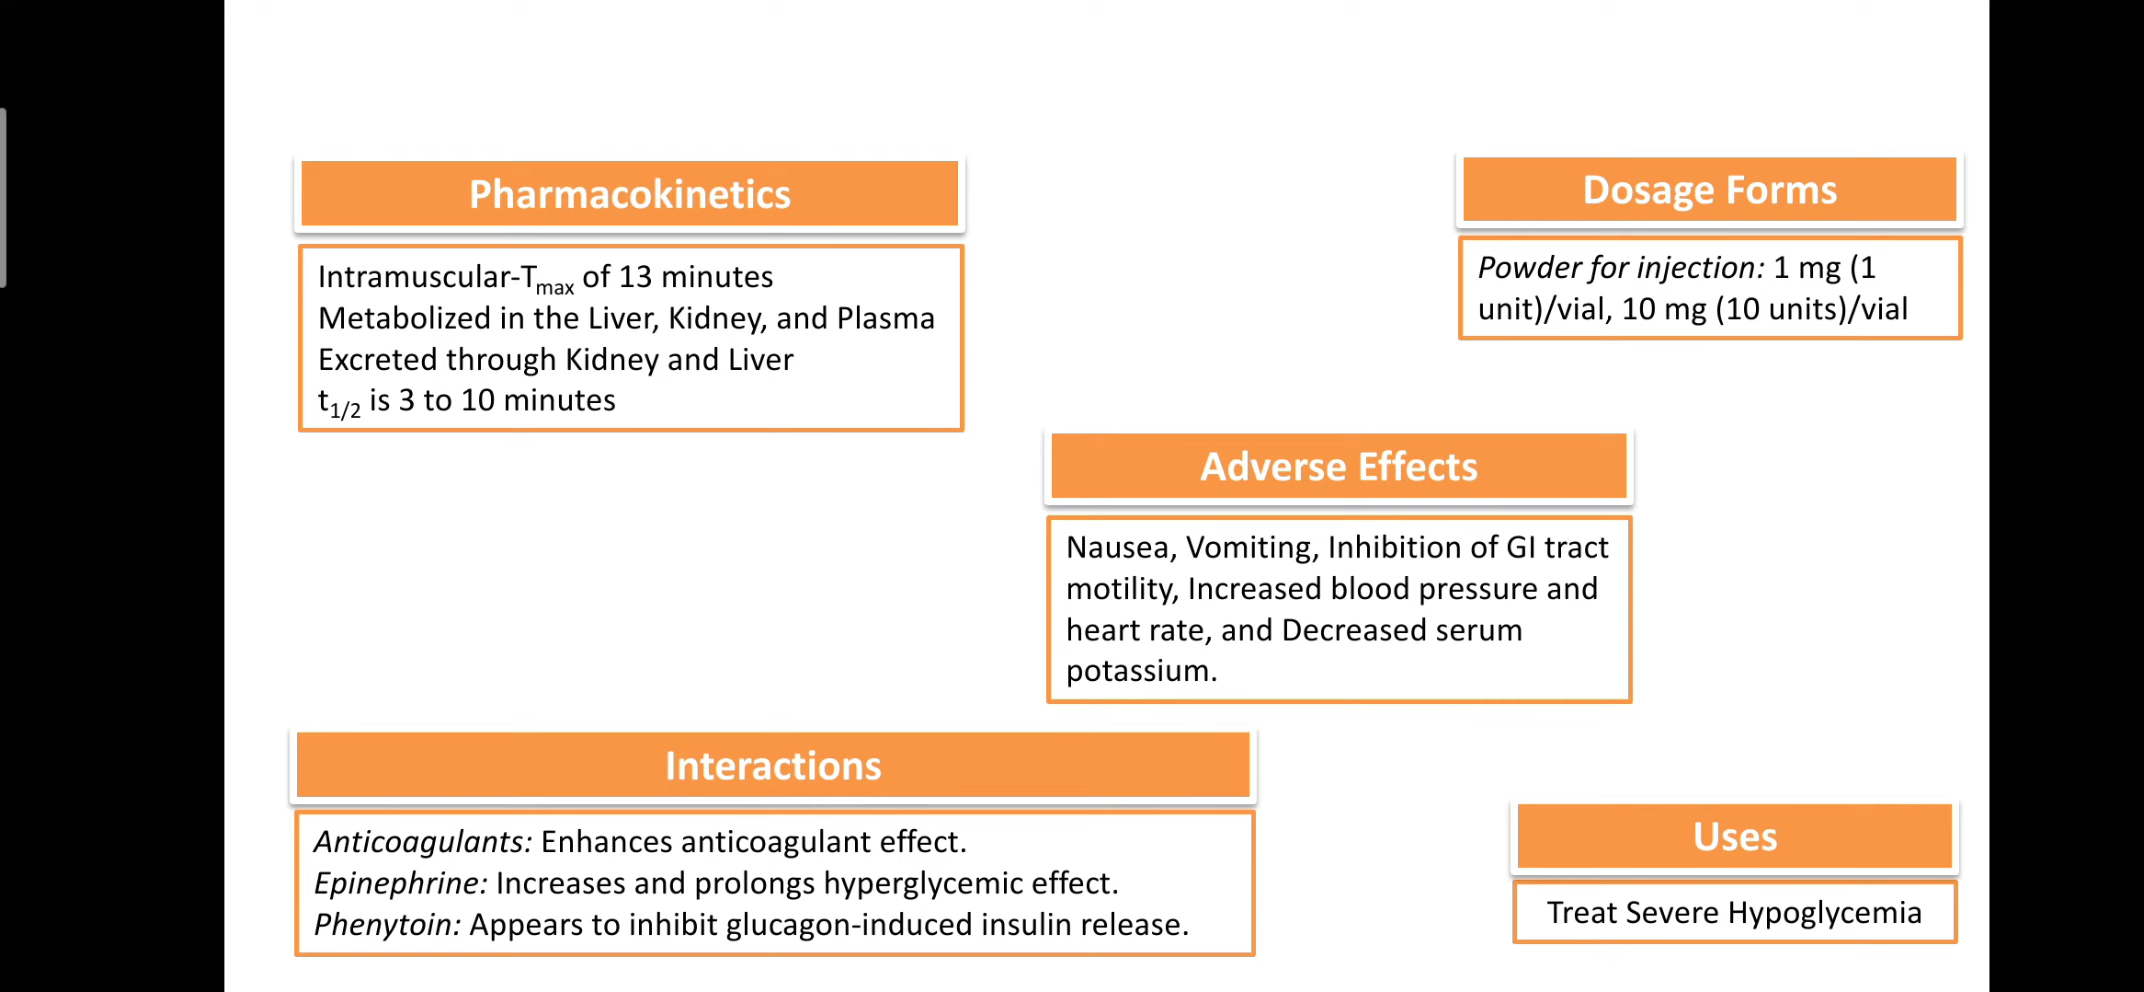 Pharmacokinetics
Intramuscular-Tmax of 13 minutes
Metabolized in the Liver, Kidney, and Plasma
Excreted through Kidney and Liver
t1/2 is 3 to 10 minutes
Dosage Forms
Powder for injection: 1 mg (1
unit)/vial, 10 mg (10 units)/vial
Adverse Effects
Nausea, Vomiting, Inhibition of GI tract
motility, Increased blood pressure and
heart rate, and Decreased serum
potassium.
Interactions
Anticoagulants: Enhances anticoagulant effect.
Epinephrine: Increases and prolongs hyperglycemic effect.
Phenytoin: Appears to inhibit glucagon-induced insulin release.
Uses
Treat Severe Hypoglycemia